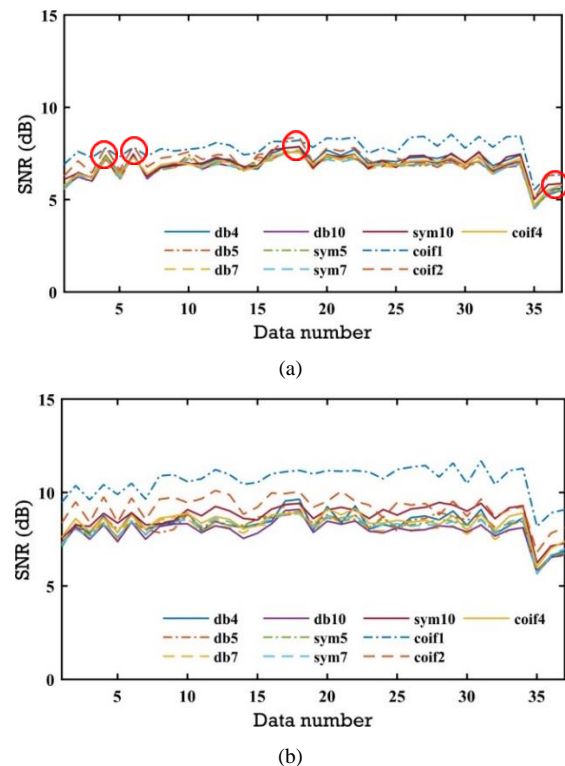 15
10
5
0
SNR (dB)
db4 db10 sym10 coif4
db5 sym5 coif1
db7 sym7 coif2
5 10 15 20 25 30 35
Data number
(a)
15
10
5
0
SNR (dB)
db4 db10 sym10 coif4
db5 sym5 coif1
db7 sym7 coif2
5 10 15 20 25 30 35
Data number
(b)